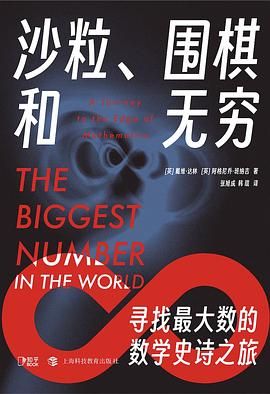 沙粒、围棋
和 无穷
A Journey
to the Edge of
Mathematics
THE
BIGGEST
NUMBER
IN THE WORLD
[英] 戴维·达林 [英] 阿格尼乔·班纳吉 著
张旭成 韩琨 译
寻找最大数的
数学史诗之旅
知乎
BOOK
上海科技教育出版社